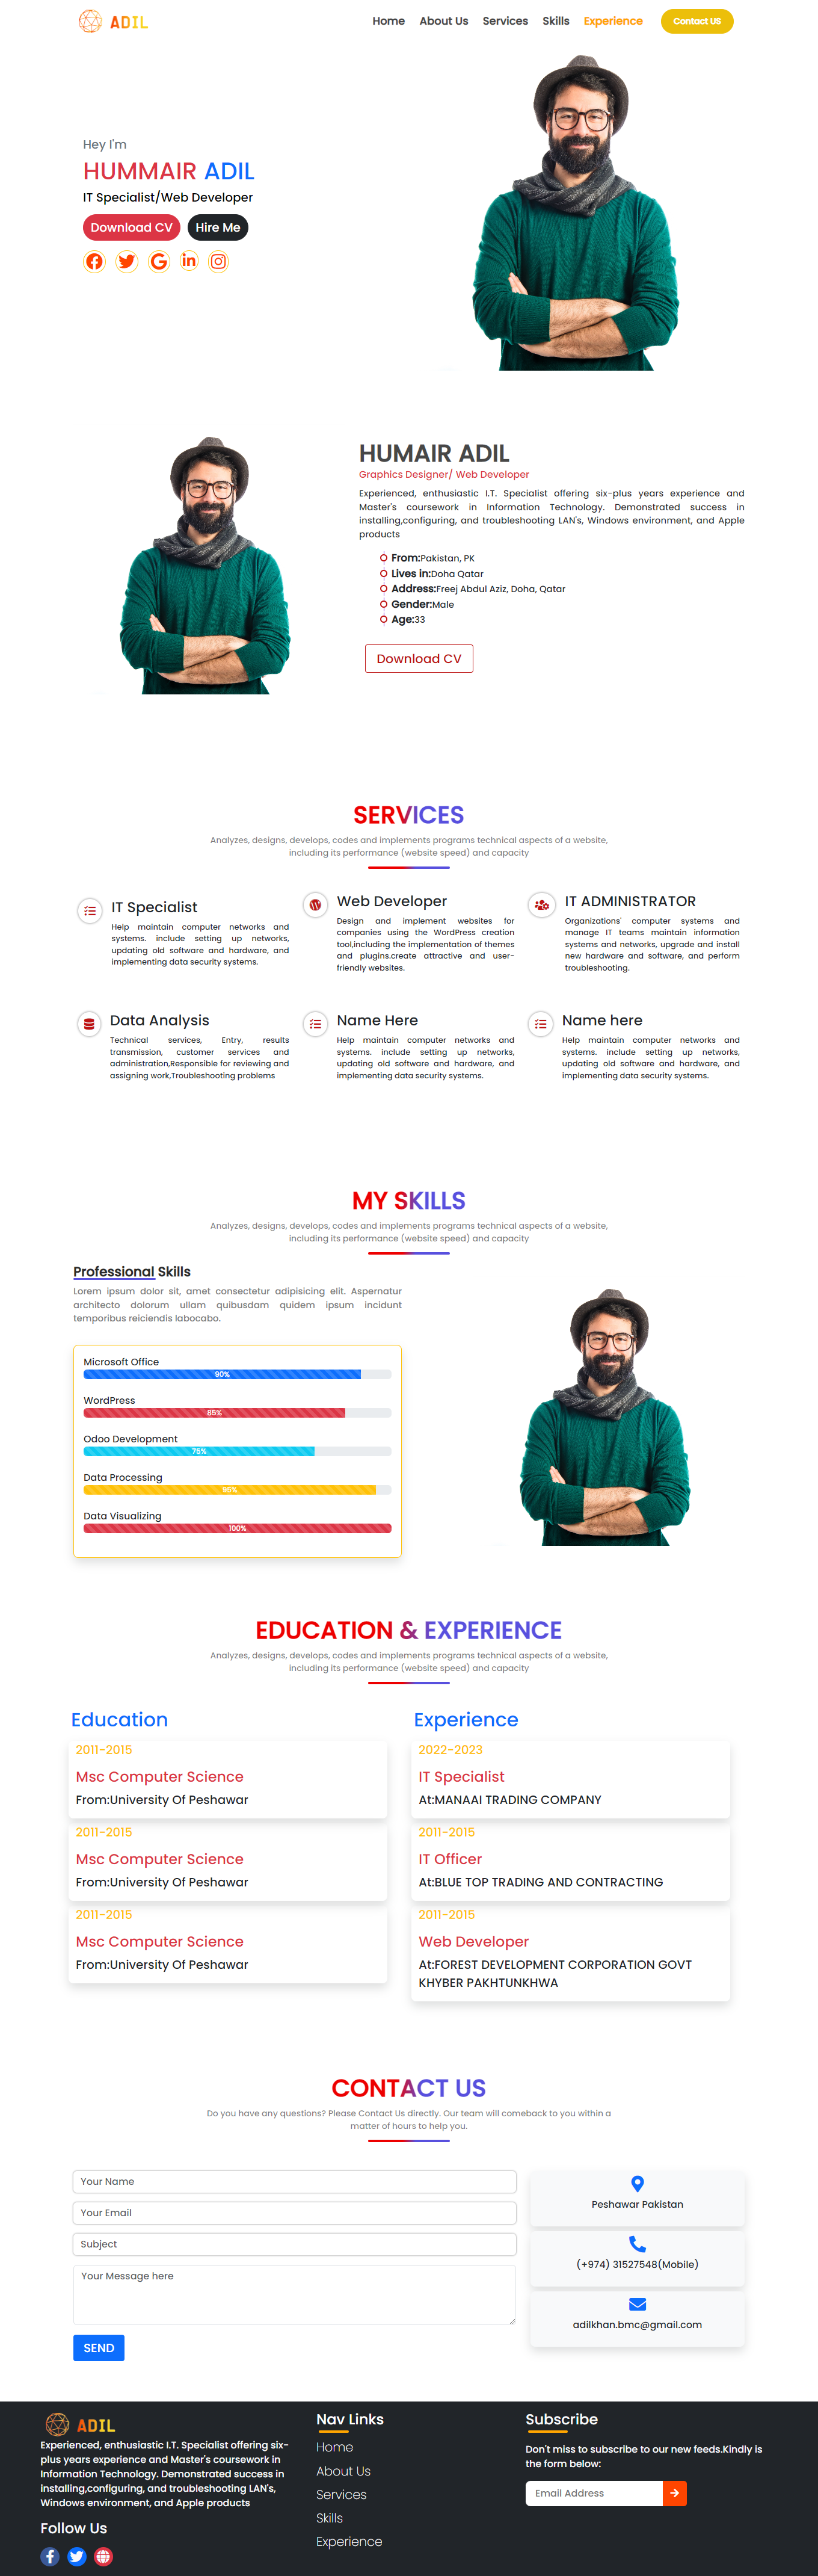 ADIL
Home About Us Services Skills Experience Contact US
Hey I'm
HUMMAIR ADIL
IT Specialist/Web Developer
Download CV Hire Me
HUMAIR ADIL
Graphics Designer/ Web Developer
Experienced, enthusiastic I.T. Specialist offering six-plus years experience and
Master's coursework in Information Technology. Demonstrated success in
installing,configuring, and troubleshooting LAN's, Windows environment, and Apple
products
From:Pakistan, PK
Lives in:Doha Qatar
Address:Freej Abdul Aziz, Doha, Qatar
Gender:Male
Age:33
Download CV
SERVICES
Analyzes, designs, develops, codes and implements programs technical aspects of a website,
including its performance (website speed) and capacity
IT Specialist
Help maintain computer networks and
systems. include setting up networks,
updating old software and hardware, and
implementing data security systems.
Web Developer
Design and implement websites for
companies using the WordPress creation
tool,including the implementation of themes
and plugins.create attractive and user-
friendly websites.
IT ADMINISTRATOR
Organizations' computer systems and
manage IT teams maintain information
systems and networks, upgrade and install
new hardware and software, and perform
troubleshooting.
Data Analysis
Technical services, Entry, results
transmission, customer services and
administration,Responsible for reviewing and
assigning work,Troubleshooting problems
Name Here
Help maintain computer networks and
systems. include setting up networks,
updating old software and hardware, and
implementing data security systems.
Name here
Help maintain computer networks and
systems. include setting up networks,
updating old software and hardware, and
implementing data security systems.
MY SKILLS
Analyzes, designs, develops, codes and implements programs technical aspects of a website,
including its performance (website speed) and capacity
Professional Skills
Lorem ipsum dolor sit, amet consectetur adipisicing elit. Aspernatur
architecto dolorum ullam quibusdam quidem ipsum incidunt
temporibus reiciendis labocabo.
Microsoft Office
90%
WordPress
85%
Odoo Development
75%
Data Processing
95%
Data Visualizing
100%
EDUCATION & EXPERIENCE
Analyzes, designs, develops, codes and implements programs technical aspects of a website,
including its performance (website speed) and capacity
Education
2011-2015
Msc Computer Science
From:University Of Peshawar
2011-2015
Msc Computer Science
From:University Of Peshawar
2011-2015
Msc Computer Science
From:University Of Peshawar
Experience
2022-2023
IT Specialist
At:MANAAI TRADING COMPANY
2011-2015
IT Officer
At:BLUE TOP TRADING AND CONTRACTING
2011-2015
Web Developer
At:FOREST DEVELOPMENT CORPORATION GOVT
KHYBER PAKHTUNKHWA
CONTACT US
Do you have any questions? Please Contact Us directly. Our team will comeback to you within a
matter of hours to help you.
Your Name
Your Email
Subject
Your Message here
SEND
Peshawar Pakistan
(+974) 31527548(Mobile)
adilkhan.bmc@gmail.com
ADIL
Experienced, enthusiastic I.T. Specialist offering six-
plus years experience and Master's coursework in
Information Technology. Demonstrated success in
installing,configuring, and troubleshooting LAN's,
Windows environment, and Apple products
Follow Us
Nav Links
Home
About Us
Services
Skills
Experience
Subscribe
Don't miss to subscribe to our new feeds.Kindly is
the form below:
Email Address